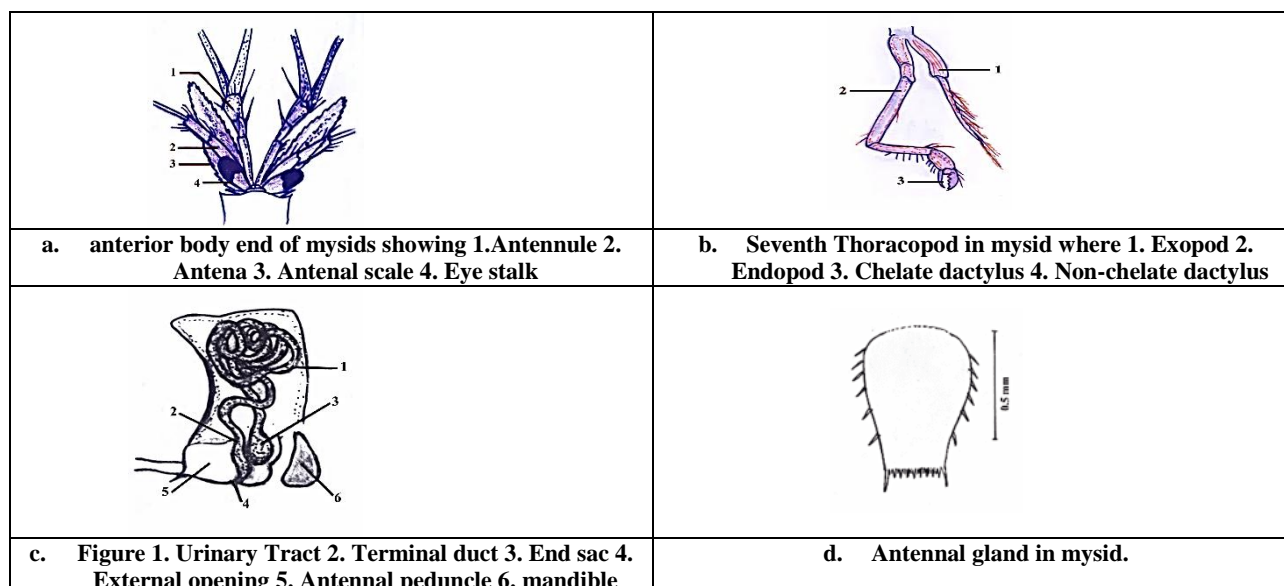 1
2
3
4
1
2
3
a. anterior body end of mysids showing 1.Antennule 2.
Antena 3. Antenal scale 4. Eye stalk
b. Seventh Thoracopod in mysid where 1. Exopod 2.
Endopod 3. Chelate dactylus 4. Non-chelate dactylus
1
2
3
4
5
6
0.5 mm
c. Figure 1. Urinary Tract 2. Terminal duct 3. End sac 4.
External opening 5. Antennal peduncle 6. mandible
d. Antennal gland in mysid.